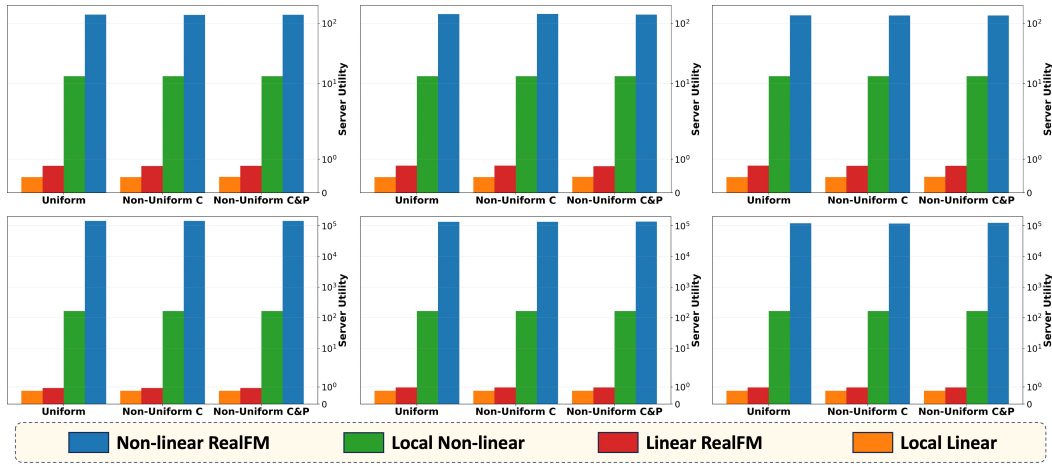 10²
10¹
10⁰
0
Server Utility
Uniform Non-Uniform C Non-Uniform C&P
10²
10¹
10⁰
0
Server Utility
Uniform Non-Uniform C Non-Uniform C&P
10²
10¹
10⁰
0
Server Utility
Uniform Non-Uniform C Non-Uniform C&P
10⁵
10⁴
10³
10²
10¹
10⁰
0
Server Utility
Uniform Non-Uniform C Non-Uniform C&P
10⁵
10⁴
10³
10²
10¹
10⁰
0
Server Utility
Uniform Non-Uniform C Non-Uniform C&P
10⁵
10⁴
10³
10²
10¹
10⁰
0
Server Utility
Uniform Non-Uniform C Non-Uniform C&P
Non-linear RealFM Local Non-linear Linear RealFM Local Linear